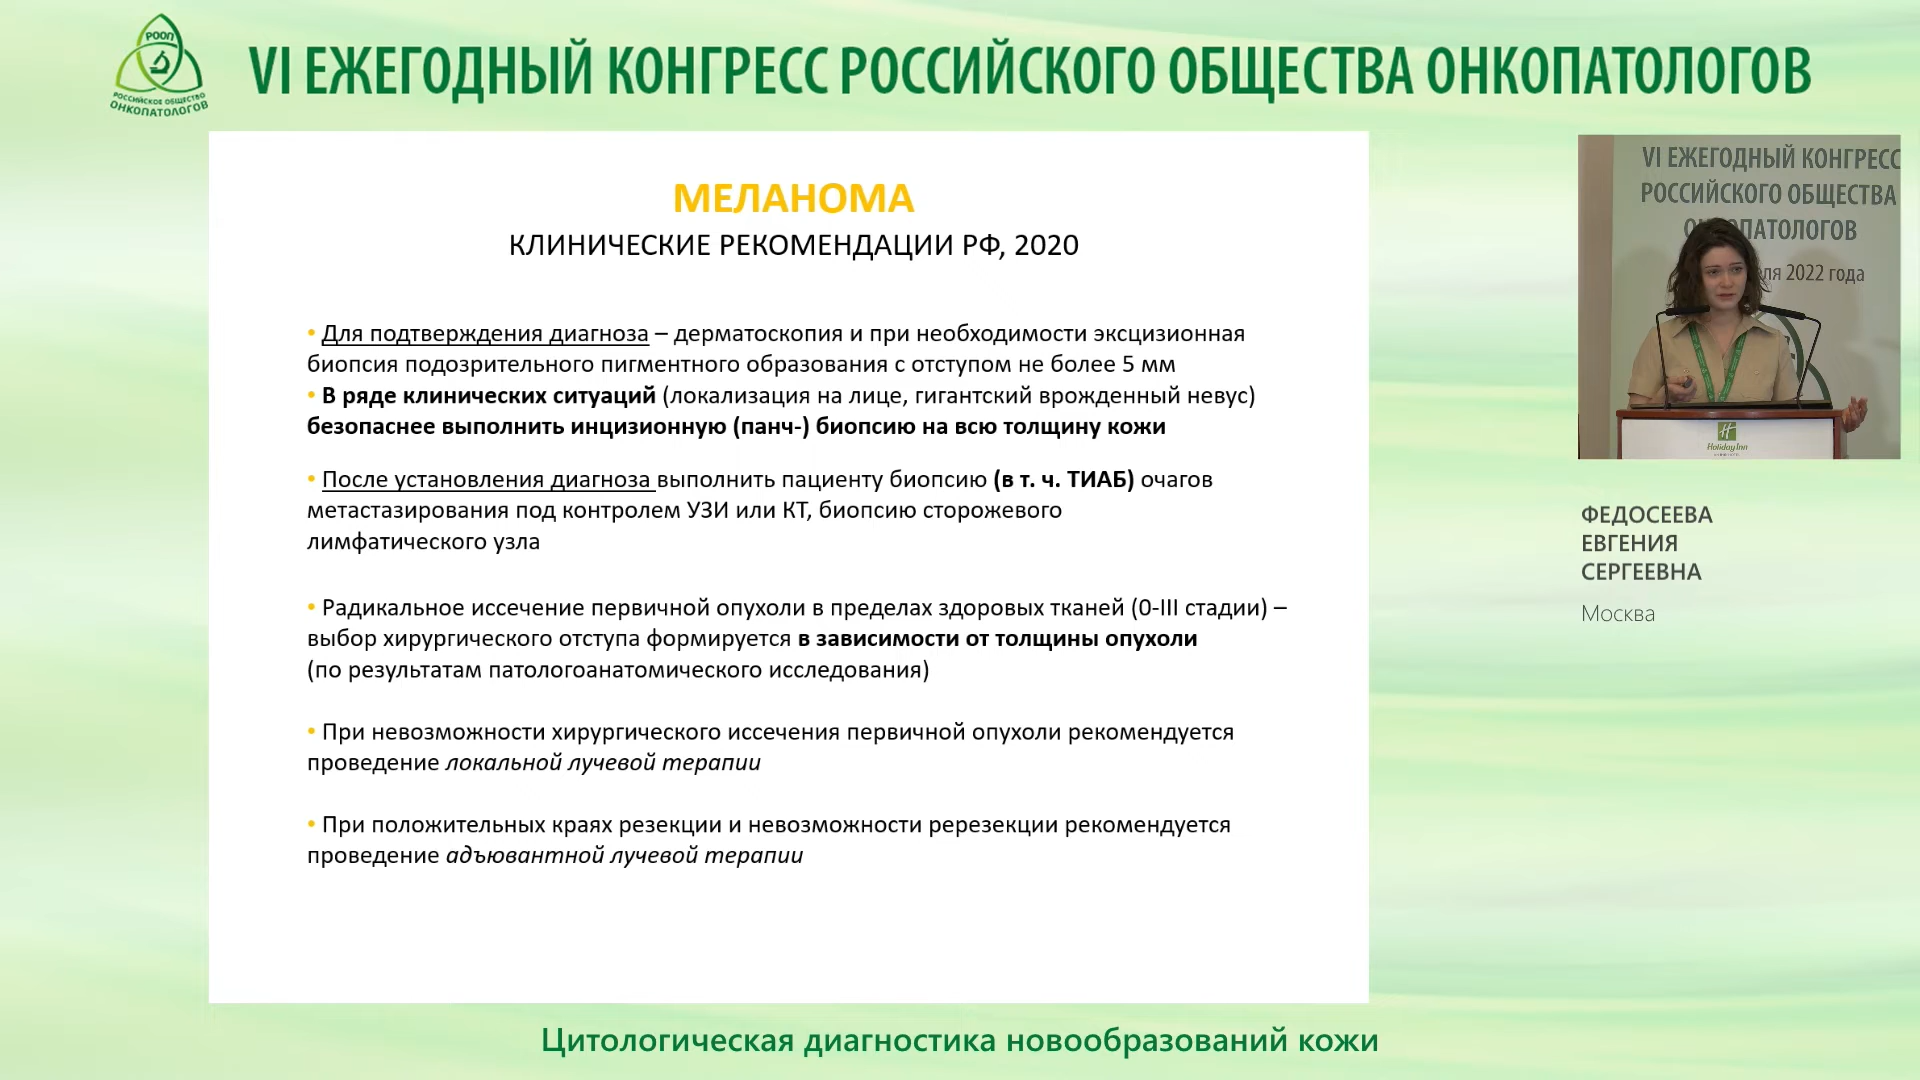 РООП
РОССИЙСКОЕ ОБЩЕСТВО
ОНКОПАТОЛОГОВ
VI ЕЖЕГОДНЫЙ КОНГРЕСС РОССИЙСКОГО ОБЩЕСТВА ОНКОПАТОЛОГОВ
МЕЛАНОМА
КЛИНИЧЕСКИЕ РЕКОМЕНДАЦИИ РФ, 2020
• Для подтверждения диагноза – дерматоскопия и при необходимости эксцизионная
биопсия подозрительного пигментного образования с отступом не более 5 мм
• В ряде клинических ситуаций (локализация на лице, гигантский врожденный невус)
безопаснее выполнить инцизионную (панч-) биопсию на всю толщину кожи
• После установления диагноза выполнить пациенту биопсию (в т. ч. ТИАБ) очагов
метастазирования под контролем УЗИ или КТ, биопсию сторожевого
лимфатического узла
• Радикальное иссечение первичной опухоли в пределах здоровых тканей (0-III стадии) –
выбор хирургического отступа формируется в зависимости от толщины опухоли
(по результатам патологоанатомического исследования)
• При невозможности хирургического иссечения первичной опухоли рекомендуется
проведение локальной лучевой терапии
• При положительных краях резекции и невозможности ререзекции рекомендуется
проведение адъювантной лучевой терапии
VI ЕЖЕГОДНЫЙ КОНГРЕСС
РОССИЙСКОГО ОБЩЕСТВА
ПАТОЛОГОВ
2022 года
Holiday Inn
ФЕДОСЕЕВА
ЕВГЕНИЯ
СЕРГЕЕВНА
Москва
Цитологическая диагностика новообразований кожи